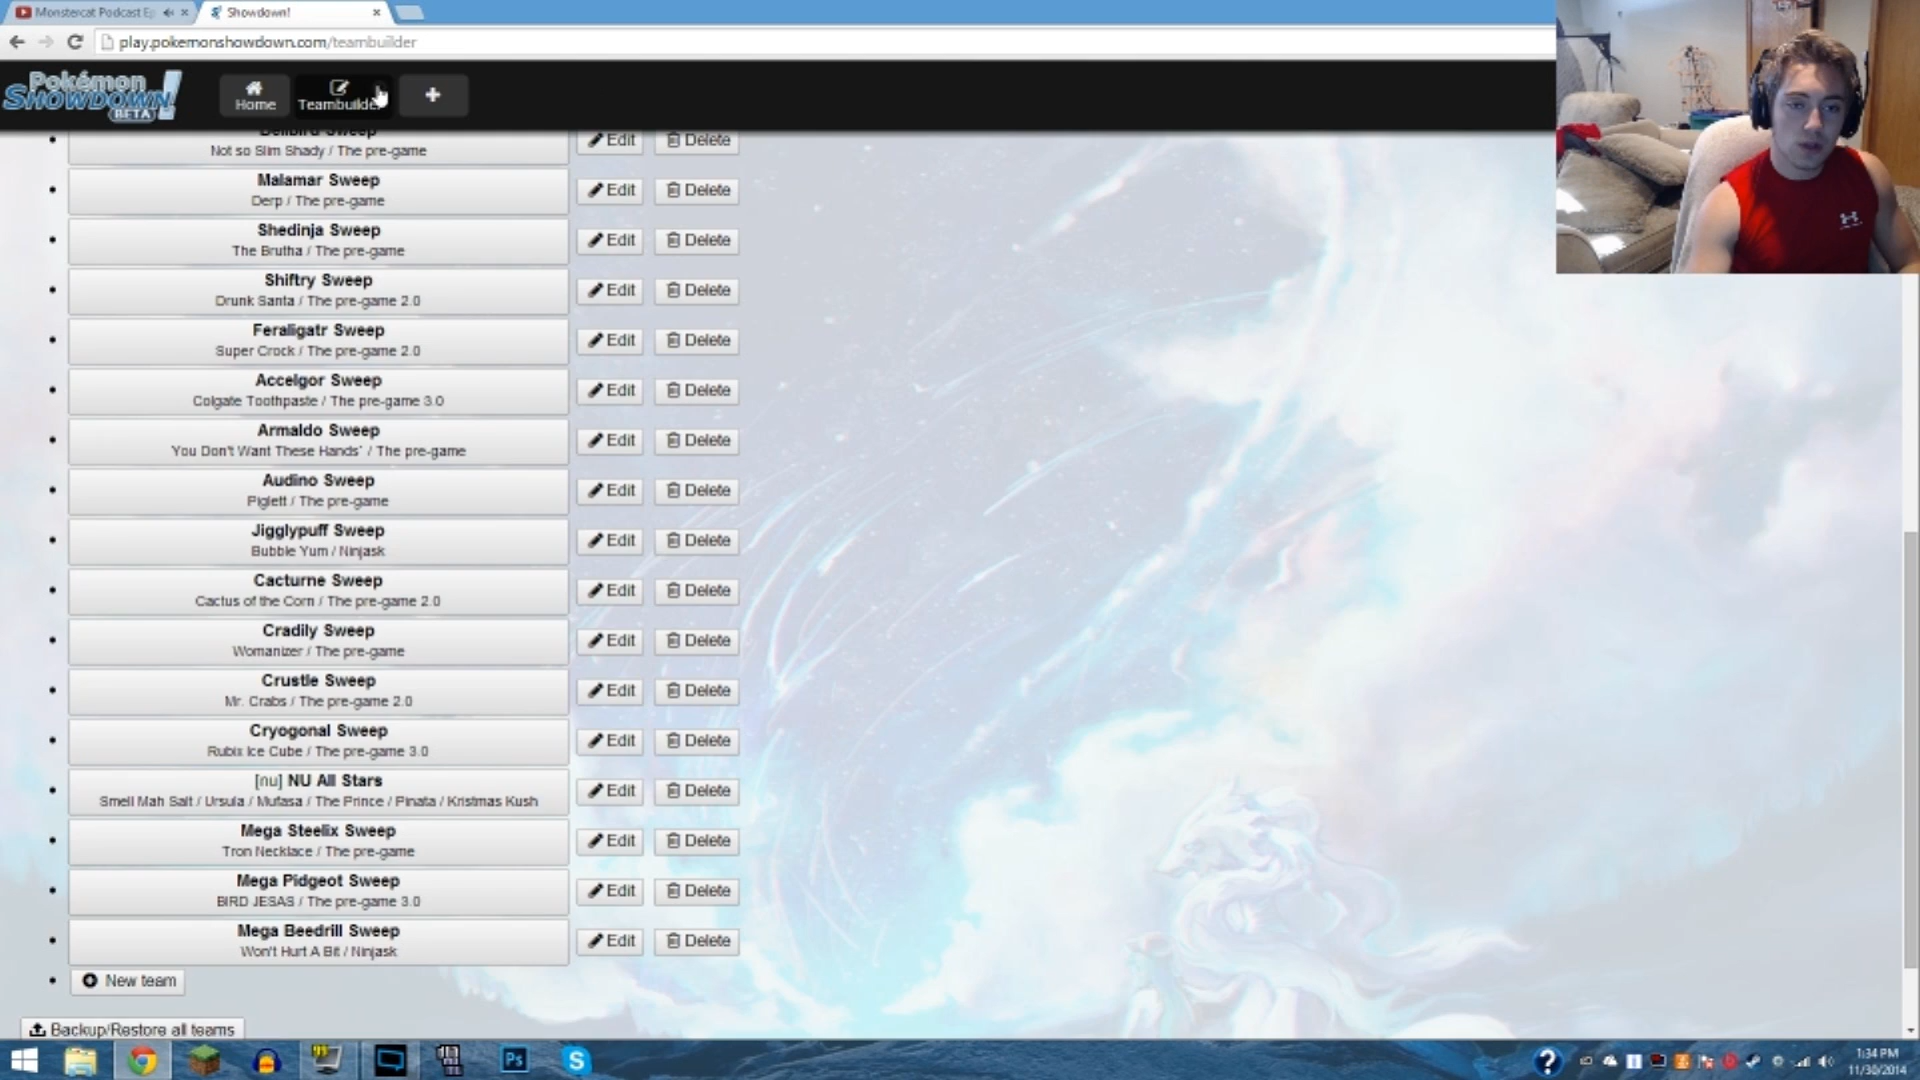 Monstercat Podcast Ep
Showdown!
play.pokemonshowdown.com/teambuilder
Pokémon
SHOWDOWN!
BETA
Home
Teambuilder
Delibird Sweep
Not so Slim Shady / The pre-game
Edit Delete
Malamar Sweep
Derp / The pre-game
Edit Delete
Shedinja Sweep
The Brutha / The pre-game
Edit Delete
Shiftry Sweep
Drunk Santa / The pre-game 2.0
Edit Delete
Feraligatr Sweep
Super Crock / The pre-game 2.0
Edit Delete
Accelgor Sweep
Colgate Toothpaste / The pre-game 3.0
Edit Delete
Armaldo Sweep
You Don't Want These Hands' / The pre-game
Edit Delete
Audino Sweep
Piglett / The pre-game
Edit Delete
Jigglypuff Sweep
Bubble Yum / Ninjask
Edit Delete
Cacturne Sweep
Cactus of the Corn / The pre-game 2.0
Edit Delete
Cradily Sweep
Womanizer / The pre-game
Edit Delete
Crustle Sweep
Mr. Crabs / The pre-game 2.0
Edit Delete
Cryogonal Sweep
Rubix Ice Cube / The pre-game 3.0
Edit Delete
[nu] NU All Stars
Smell Mah Salt / Ursula / Mufasa / The Prince / Pinata / Kristmas Kush
Edit Delete
Mega Steelix Sweep
Tron Necklace / The pre-game
Edit Delete
Mega Pidgeot Sweep
BIRD JESAS / The pre-game 3.0
Edit Delete
Mega Beedrill Sweep
Won't Hurt A Bit / Ninjask
Edit Delete
New team
Backup/Restore all teams
Ps
1:34 PM
11/30/2014